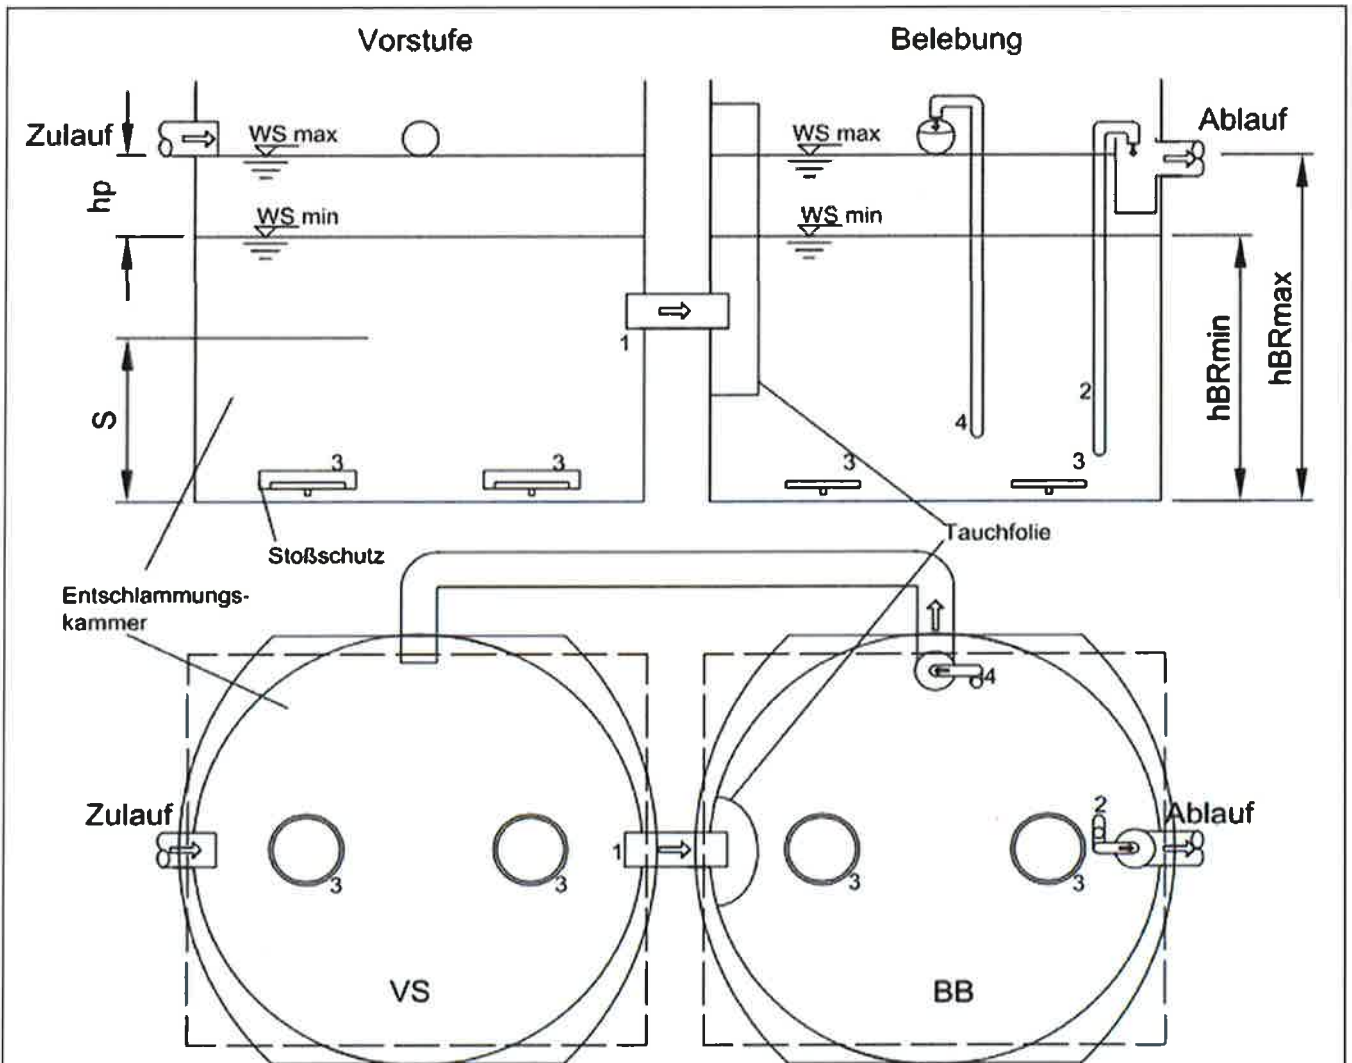 Vorstufe
Belebung
Zulauf
WS max
WS max
Ablauf
hp
WS min
WS min
1
S
3
3
Stoßschutz
4
2
3
3
hBRmin
hBRmax
Tauchfolie
Entschlammungs-
kammer
4
Zulauf
2
Ablauf
1
3
3
3
3
VS
BB